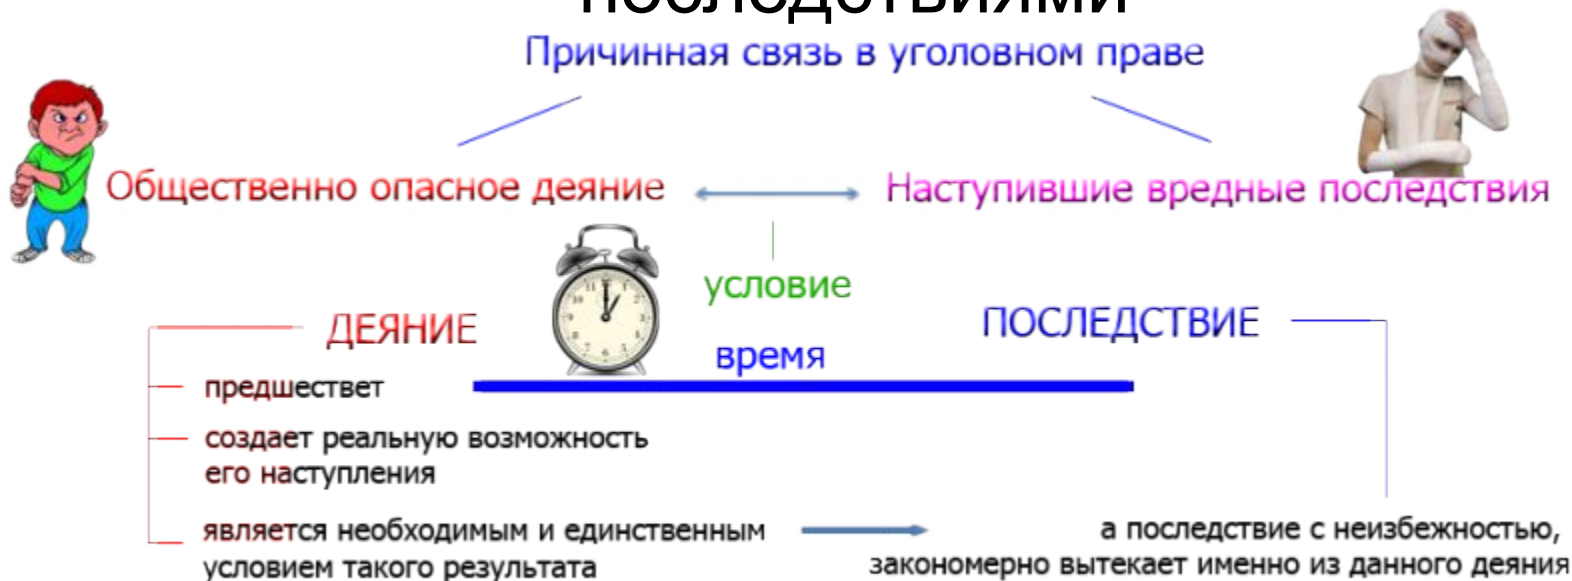 последствиями
Причинная связь в уголовном праве
Общественно опасное деяние
Наступившие вредные последствия
условие
ДЕЯНИЕ
ПОСЛЕДСТВИЕ
время
предшествет
создает реальную возможность
его наступления
является необходимым и единственным
условием такого результата
а последствие с неизбежностью,
закономерно вытекает именно из данного деяния